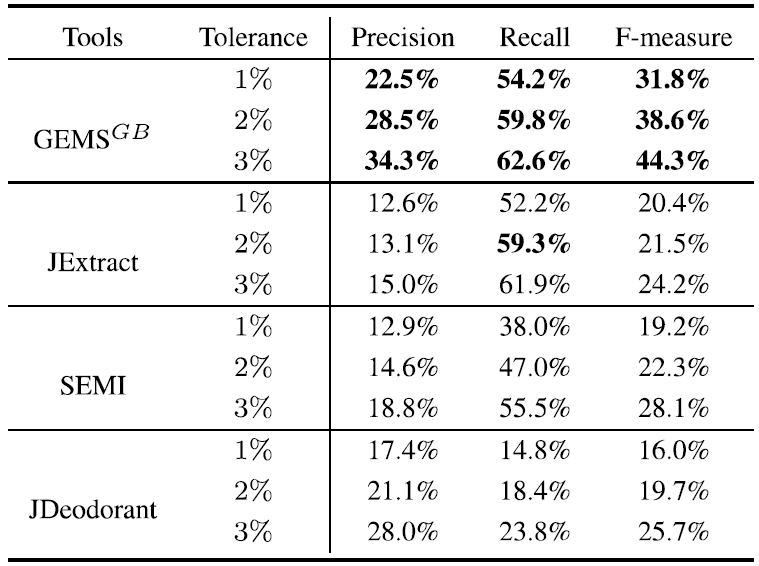 Tools Tolerance Precision Recall F-measure
1% 22.5% 54.2% 31.8%
GEMS^{GB} 2% 28.5% 59.8% 38.6%
3% 34.3% 62.6% 44.3%
1% 12.6% 52.2% 20.4%
JExtract 2% 13.1% 59.3% 21.5%
3% 15.0% 61.9% 24.2%
1% 12.9% 38.0% 19.2%
SEMI 2% 14.6% 47.0% 22.3%
3% 18.8% 55.5% 28.1%
1% 17.4% 14.8% 16.0%
JDeodorant 2% 21.1% 18.4% 19.7%
3% 28.0% 23.8% 25.7%